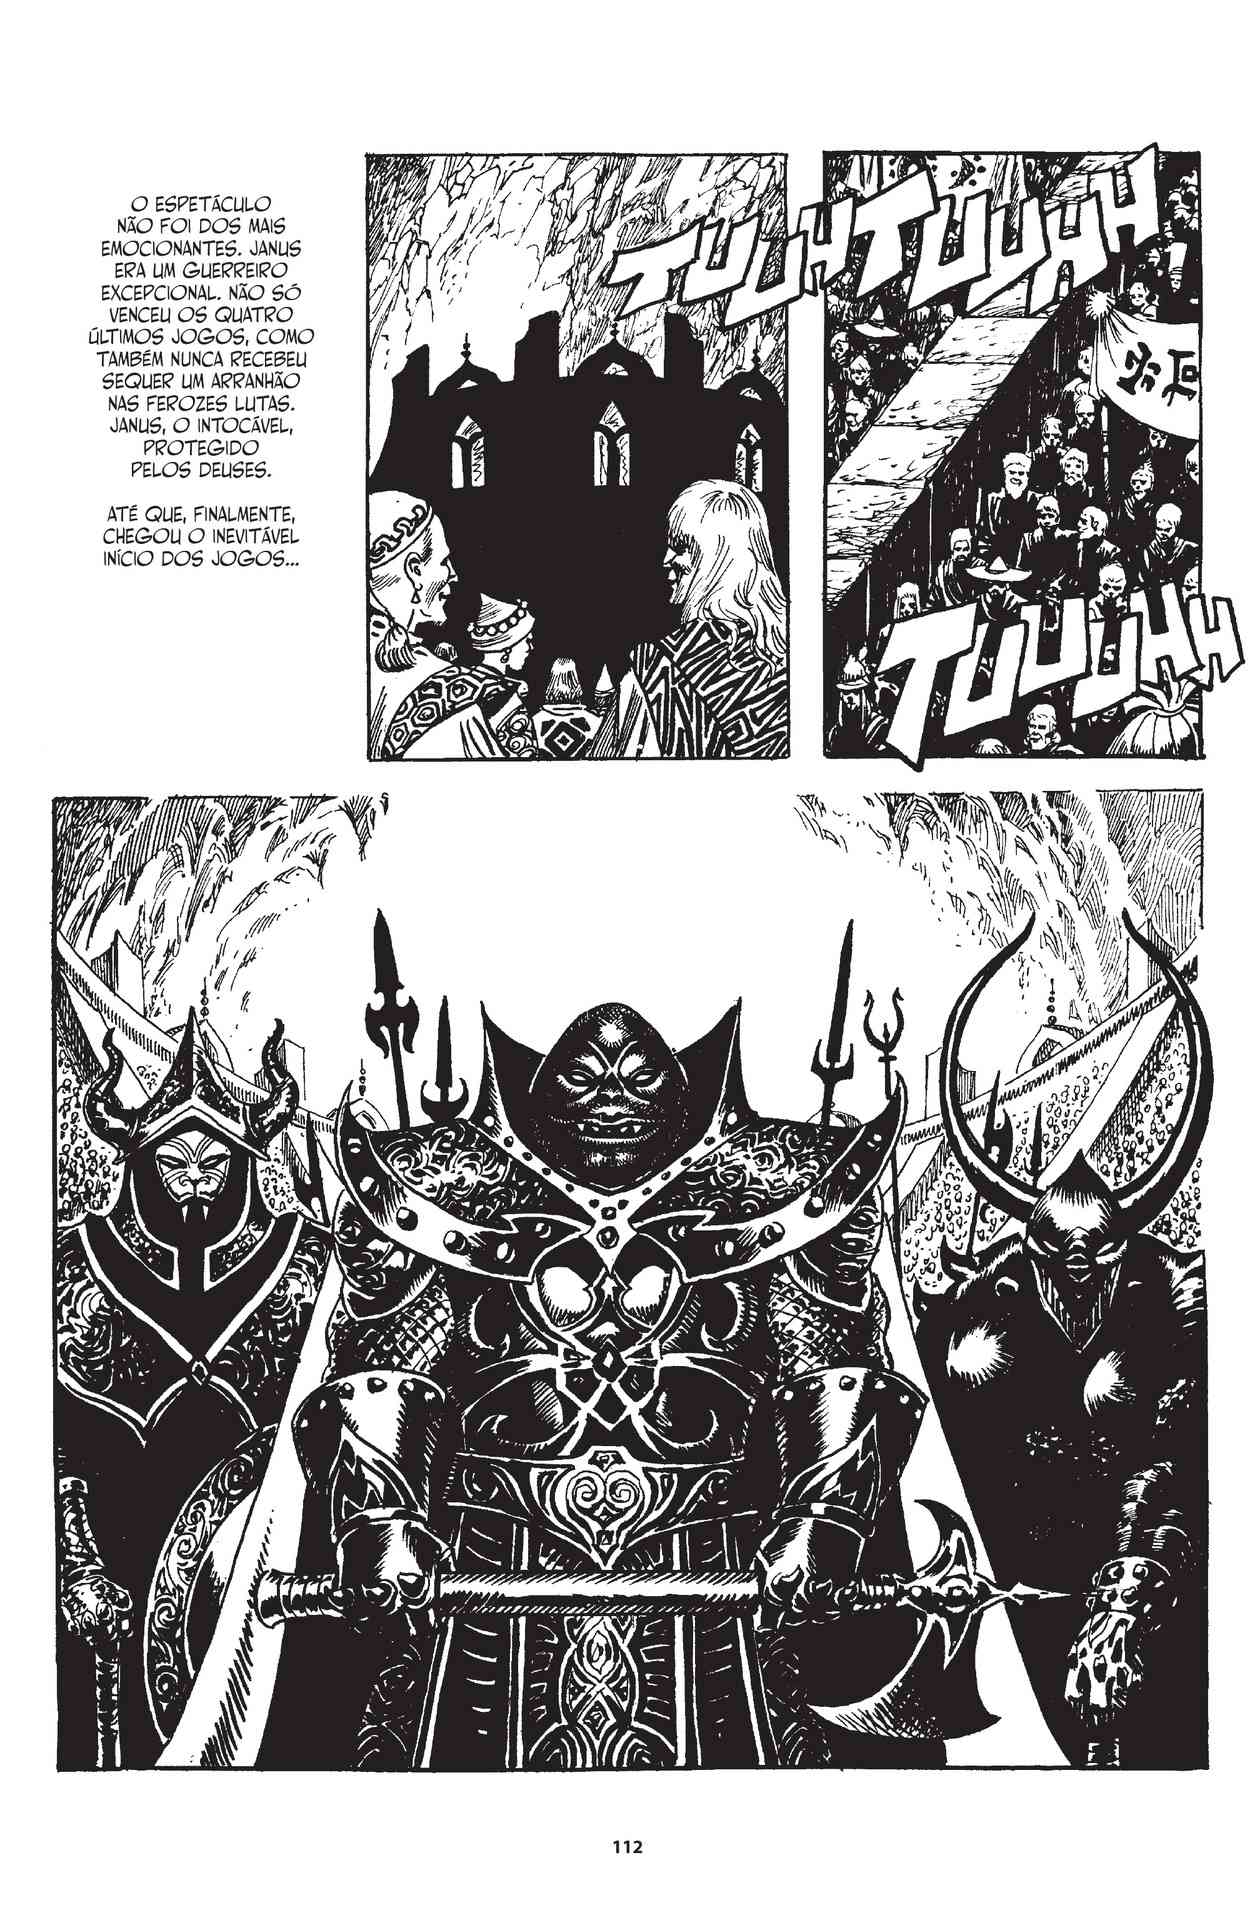 O ESPETÁCULO
NÃO FOI DOS MAIS
EMOCIONANTES. JANUS
ERA UM GUERREIRO
EXCEPCIONAL. NÃO SÓ
VENCEU OS QUATRO
ÚLTIMOS JOGOS, COMO
TAMBÉM NUNCA RECEBEU
SEQUER UM ARRANHÃO
NAS FEROZES LUTAS.
JANUS, O INTOCÁVEL,
PROTEGIDO
PELOS DEUSES.
ATÉ QUE, FINALMENTE,
CHEGOU O INEVITÁVEL
INÍCIO DOS JOGOS...
TUUHTUUHH
TUUUHH
112